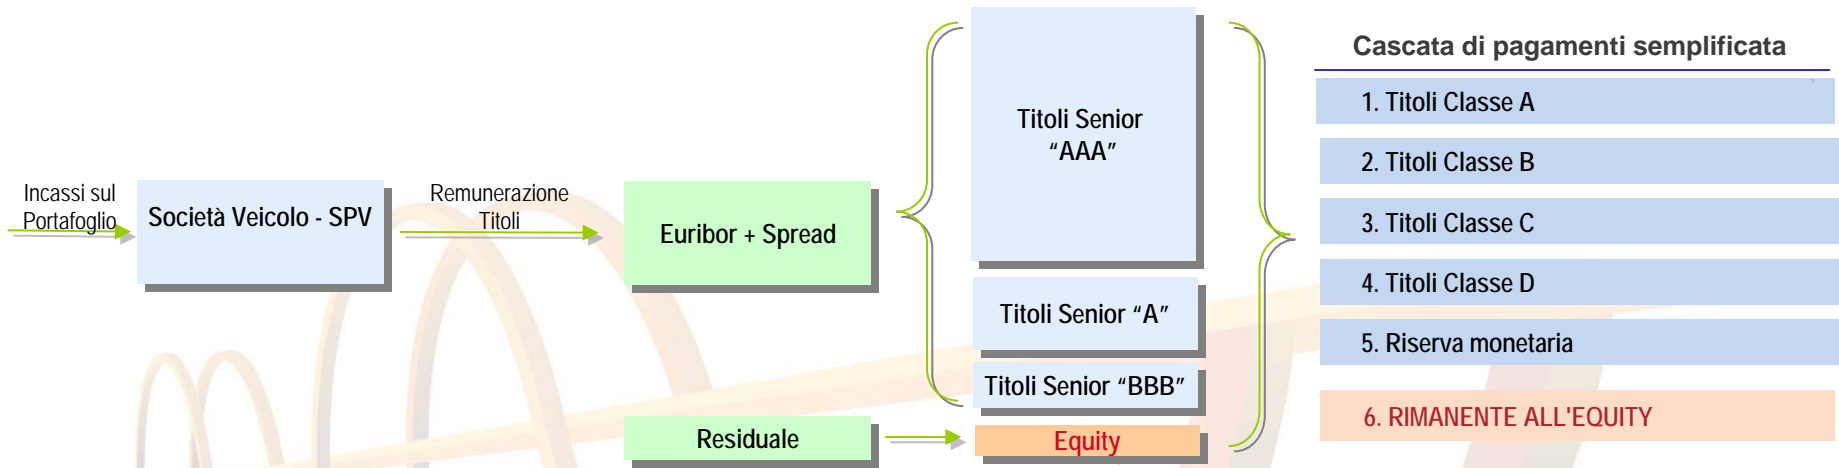 Incassi sul
Portafoglio
Società Veicolo - SPV
Remunerazione
Titoli
Euribor + Spread
Residuale
Titoli Senior
“AAA”
Titoli Senior “A”
Titoli Senior “BBB”
Equity
Cascata di pagamenti semplificata
1. Titoli Classe A
2. Titoli Classe B
3. Titoli Classe C
4. Titoli Classe D
5. Riserva monetaria
6. RIMANENTE ALL'EQUITY